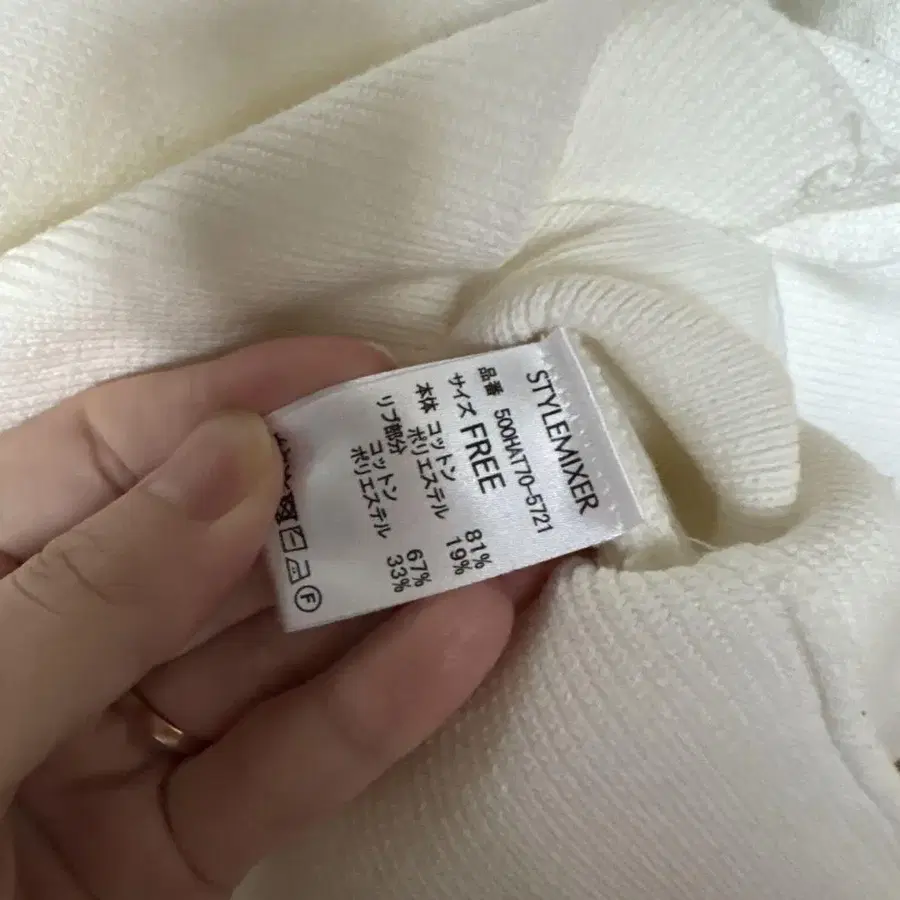 STYLEMIXER
品番 500HAT70-5721
サイズ FREE
本体 コットン 81%
ポリエステル 19%
リブ部分
コットン 67%
ポリエステル 33%
F